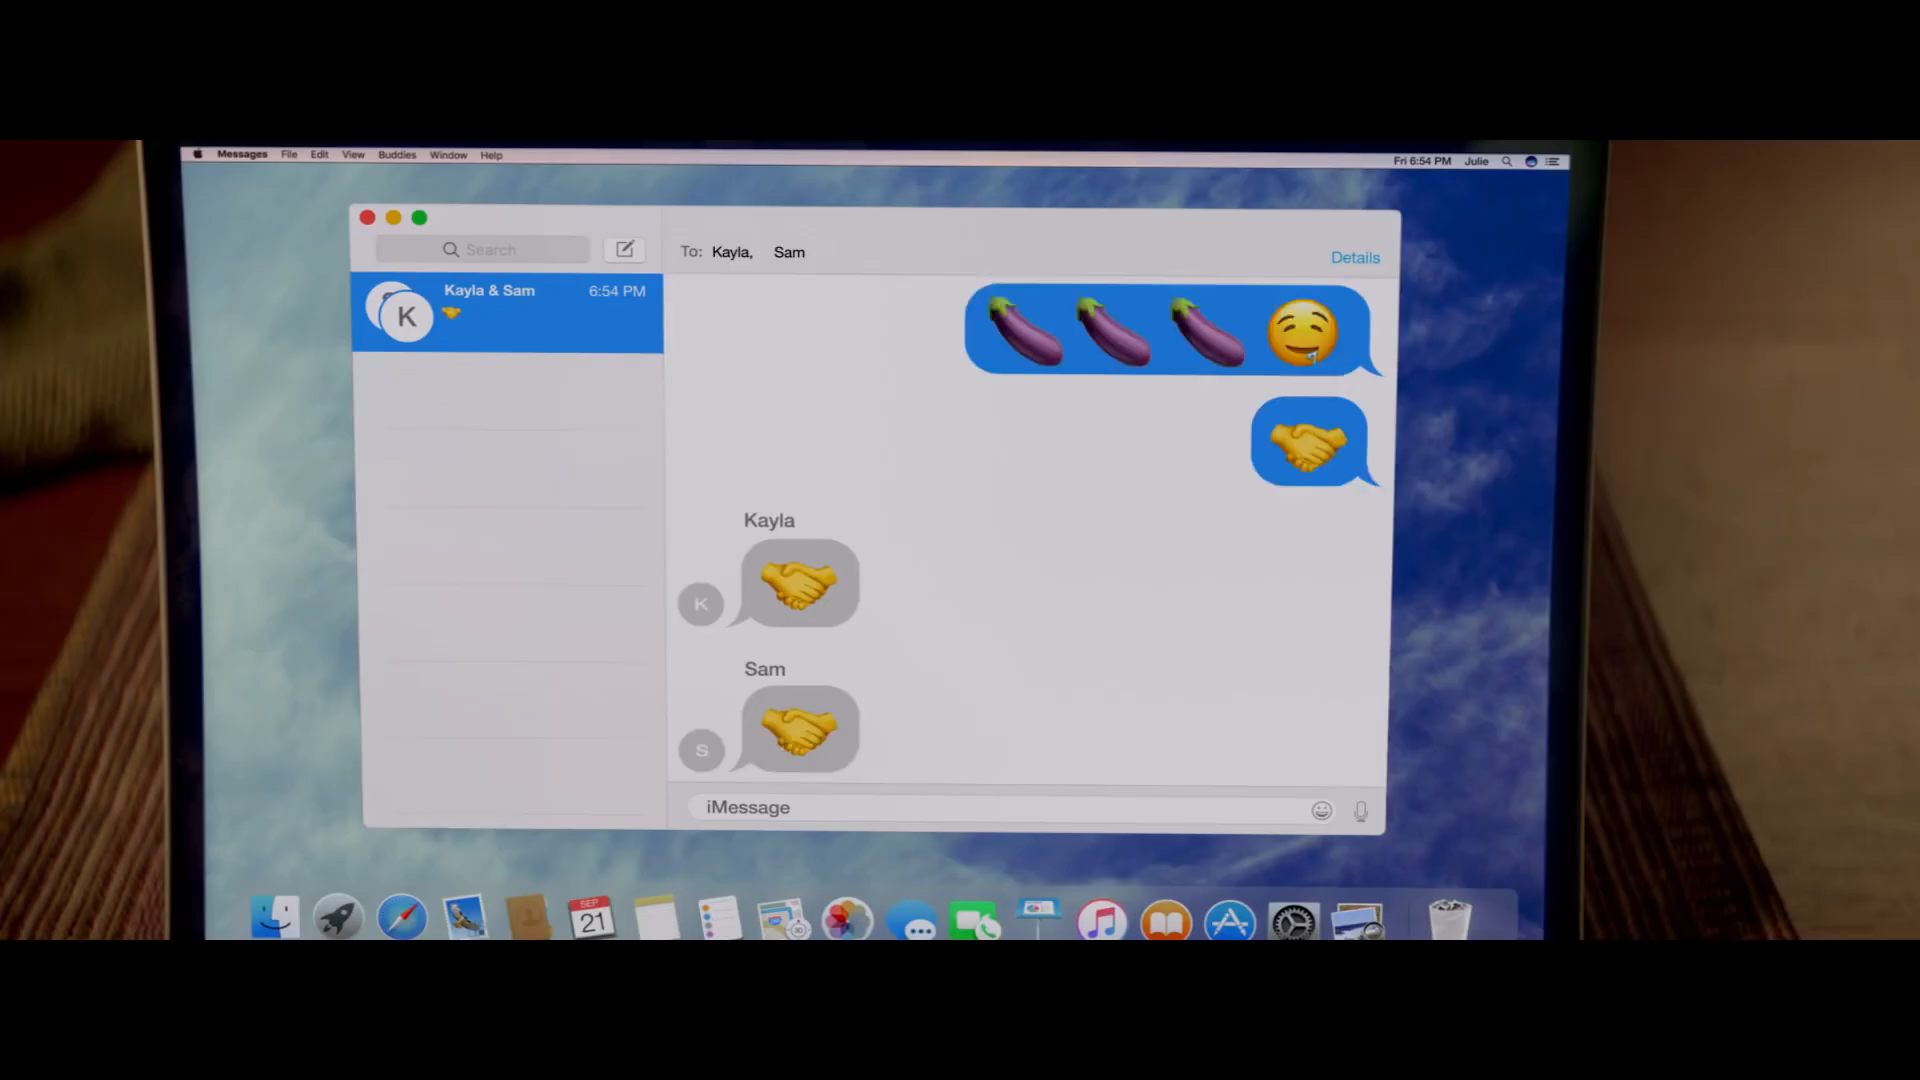 Messages File Edit View Buddies Window Help
Fri 6:54 PM Julie
Search
To: Kayla, Sam
Details
Kayla & Sam 6:54 PM
K
Kayla
K
Sam
S
iMessage
SEP
21